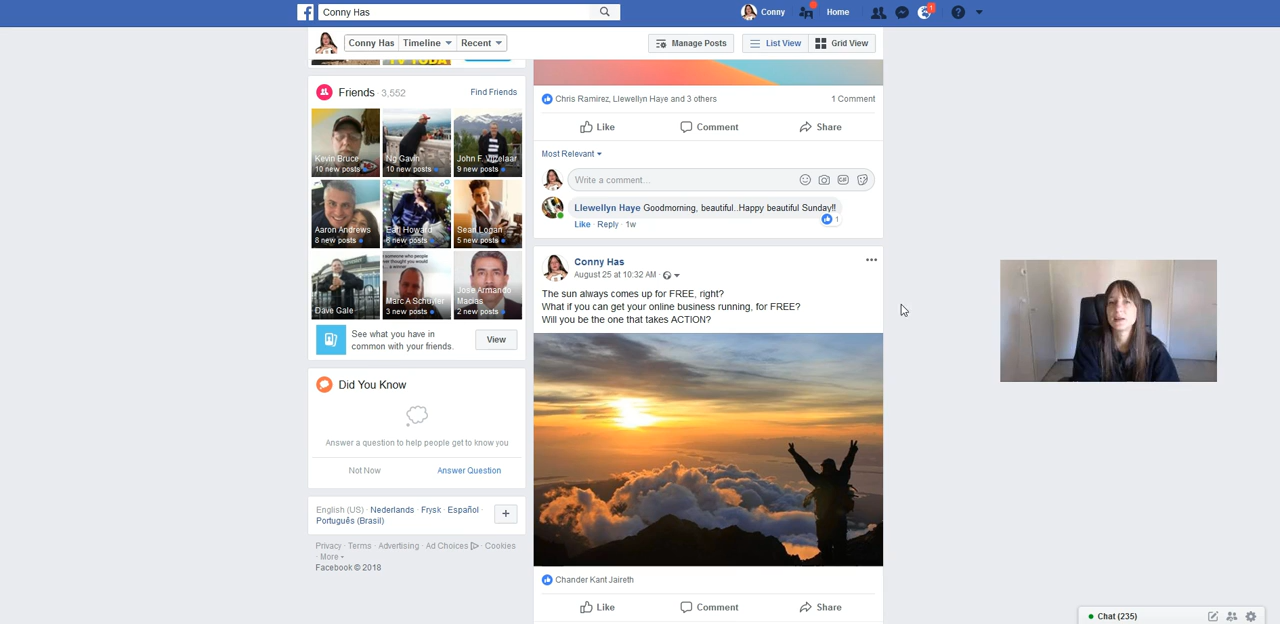 Conny Has
Conny
Home
1
Conny Has
Timeline
Recent
Manage Posts
List View
Grid View
Friends · 3,552
Find Friends
Kevin Bruce
10 new posts
Ng Gavin
10 new posts
9 new posts
Aaron Andrews
8 new posts
Earl Howard
6 new posts
Sean Logan
5 new posts
Dave Gale
Marc A Schuyler
3 new posts
Jose Armando
Macias
2 new posts
See what you have in
common with your friends.
View
Did You Know
Answer a question to help people get to know you
Not Now
Answer Question
English (US) · Nederlands · Frysk · Español ·
Português (Brasil)
+
Privacy · Terms · Advertising · Ad Choices · Cookies
· More
Facebook © 2018
Chris Ramirez, Llewellyn Haye and 3 others
1 Comment
Like
Comment
Share
Most Relevant
Write a comment...
GIF
Llewellyn Haye Goodmorning, beautiful..Happy beautiful Sunday!!
1
Like · Reply · 1w
Conny Has
August 25 at 10:32 AM ·
The sun always comes up for FREE, right?
What if you can get your online business running, for FREE?
Will you be the one that takes ACTION?
Chander Kant Jaireth
Like
Comment
Share
Chat (235)